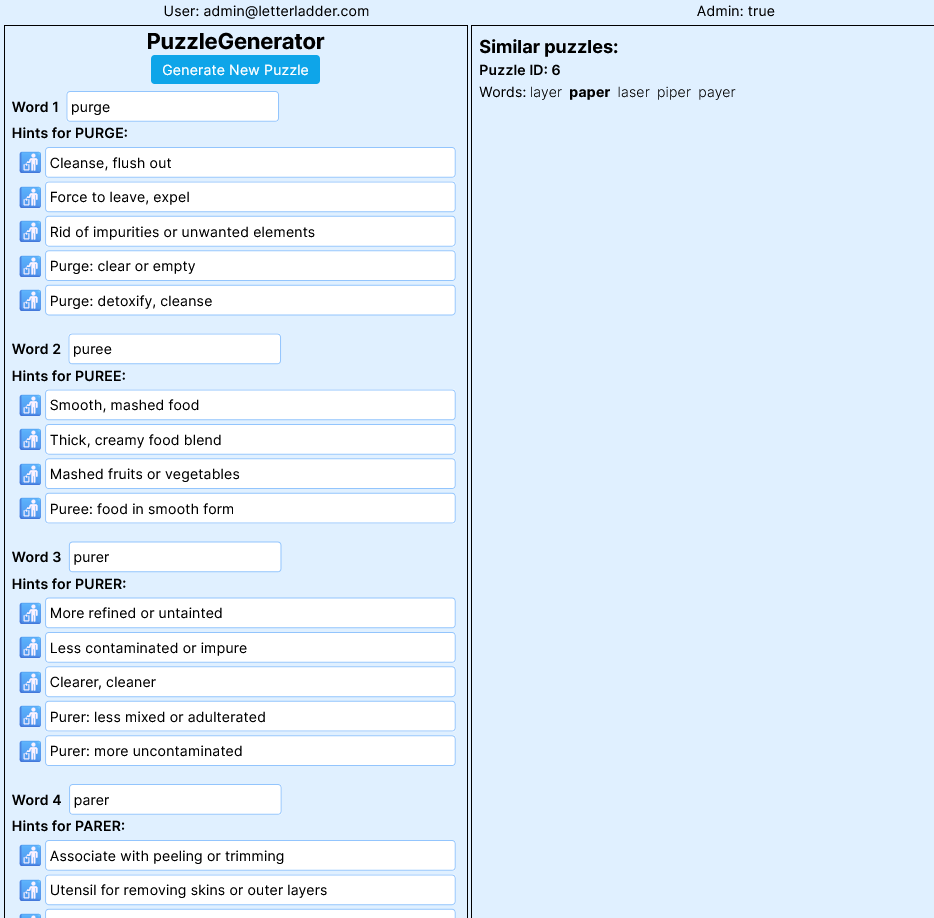 User: admin@letterladder.com
Admin: true
PuzzleGenerator
Generate New Puzzle
Word 1 purge
Hints for PURGE:
Cleanse, flush out
Force to leave, expel
Rid of impurities or unwanted elements
Purge: clear or empty
Purge: detoxify, cleanse
Word 2 puree
Hints for PUREE:
Smooth, mashed food
Thick, creamy food blend
Mashed fruits or vegetables
Puree: food in smooth form
Word 3 purer
Hints for PURER:
More refined or untainted
Less contaminated or impure
Clearer, cleaner
Purer: less mixed or adulterated
Purer: more uncontaminated
Word 4 parer
Hints for PARER:
Associate with peeling or trimming
Utensil for removing skins or outer layers
Similar puzzles:
Puzzle ID: 6
Words: layer paper laser piper payer